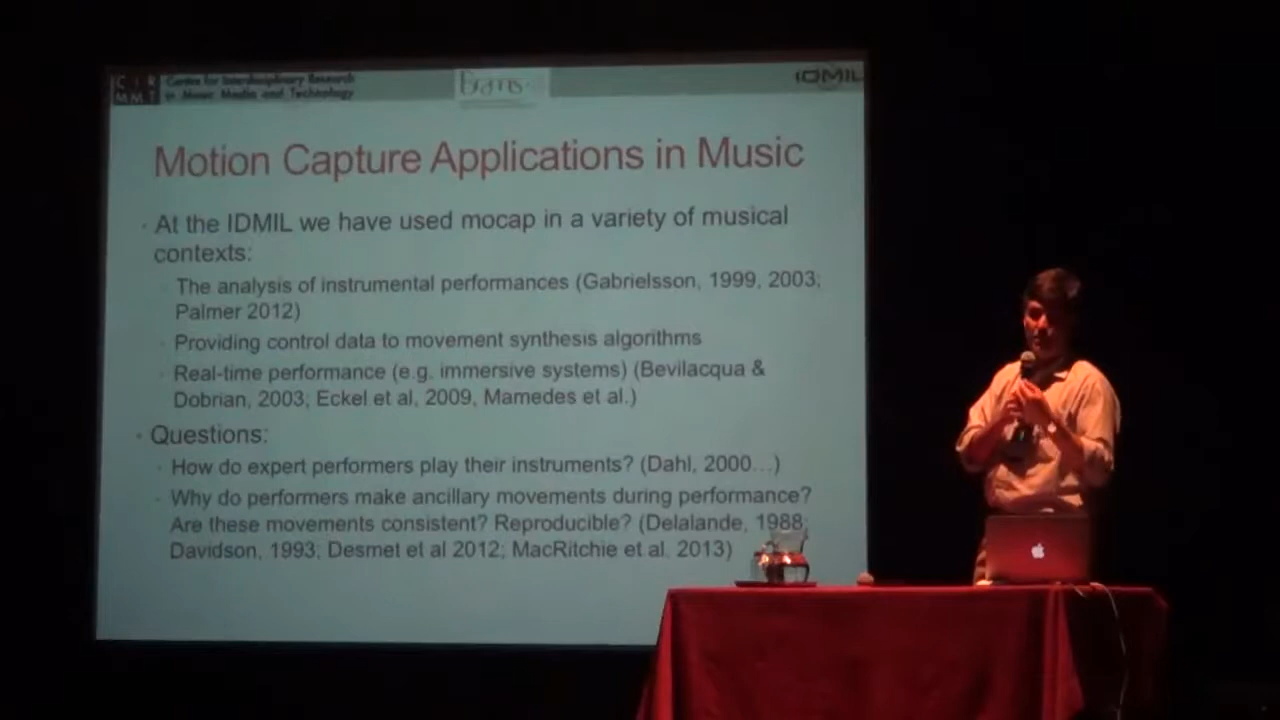 CIR
MMT
Centre for Interdisciplinary Research
in Music Media and Technology
IDMIL
Motion Capture Applications in Music
· At the IDMIL we have used mocap in a variety of musical
contexts:
· The analysis of instrumental performances (Gabrielsson, 1999, 2003;
Palmer 2012)
· Providing control data to movement synthesis algorithms
· Real-time performance (e.g. immersive systems) (Bevilacqua &
Dobrian, 2003; Eckel et al, 2009, Mamedes et al.)
· Questions:
· How do expert performers play their instruments? (Dahl, 2000...)
· Why do performers make ancillary movements during performance?
Are these movements consistent? Reproducible? (Delalande, 1988;
Davidson, 1993; Desmet et al 2012; MacRitchie et al. 2013)